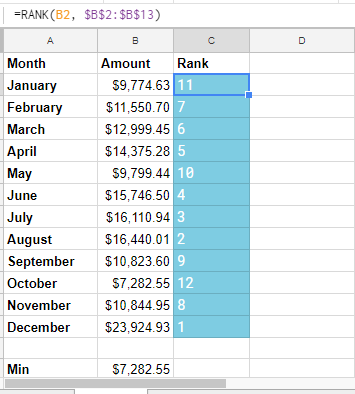 =RANK(B2, $B$2:$B$13)
A B C D
Month Amount Rank
January $9,774.63 11
February $11,550.70 7
March $12,999.45 6
April $14,375.28 5
May $9,799.44 10
June $15,746.50 4
July $16,110.94 3
August $16,440.01 2
September $10,823.60 9
October $7,282.55 12
November $10,844.95 8
December $23,924.93 1
Min $7,282.55